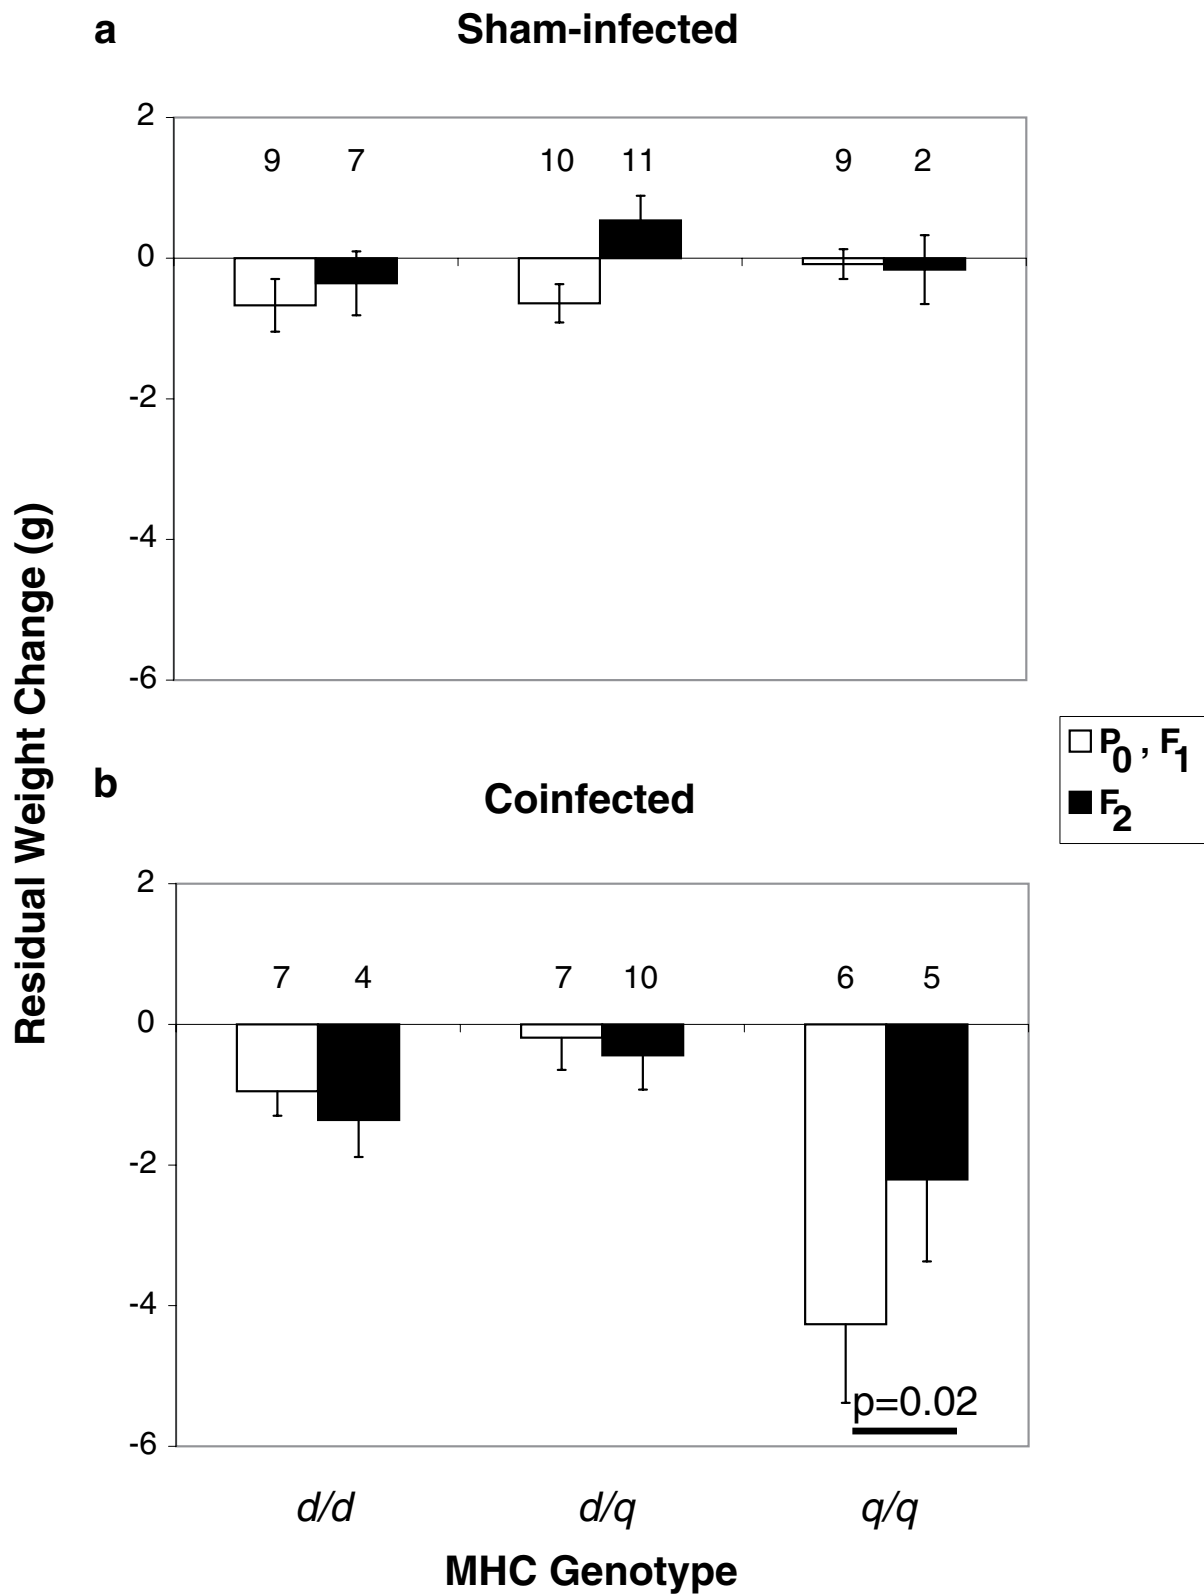 a
Sham-infected
2
9 7 10 11 9 2
0
-2
-4
-6
Residual Weight Change (g)
P0 , F1
F2
b
Coinfected
2
7 4 7 10 6 5
0
-2
-4
p=0.02
-6
d/d d/q q/q
MHC Genotype